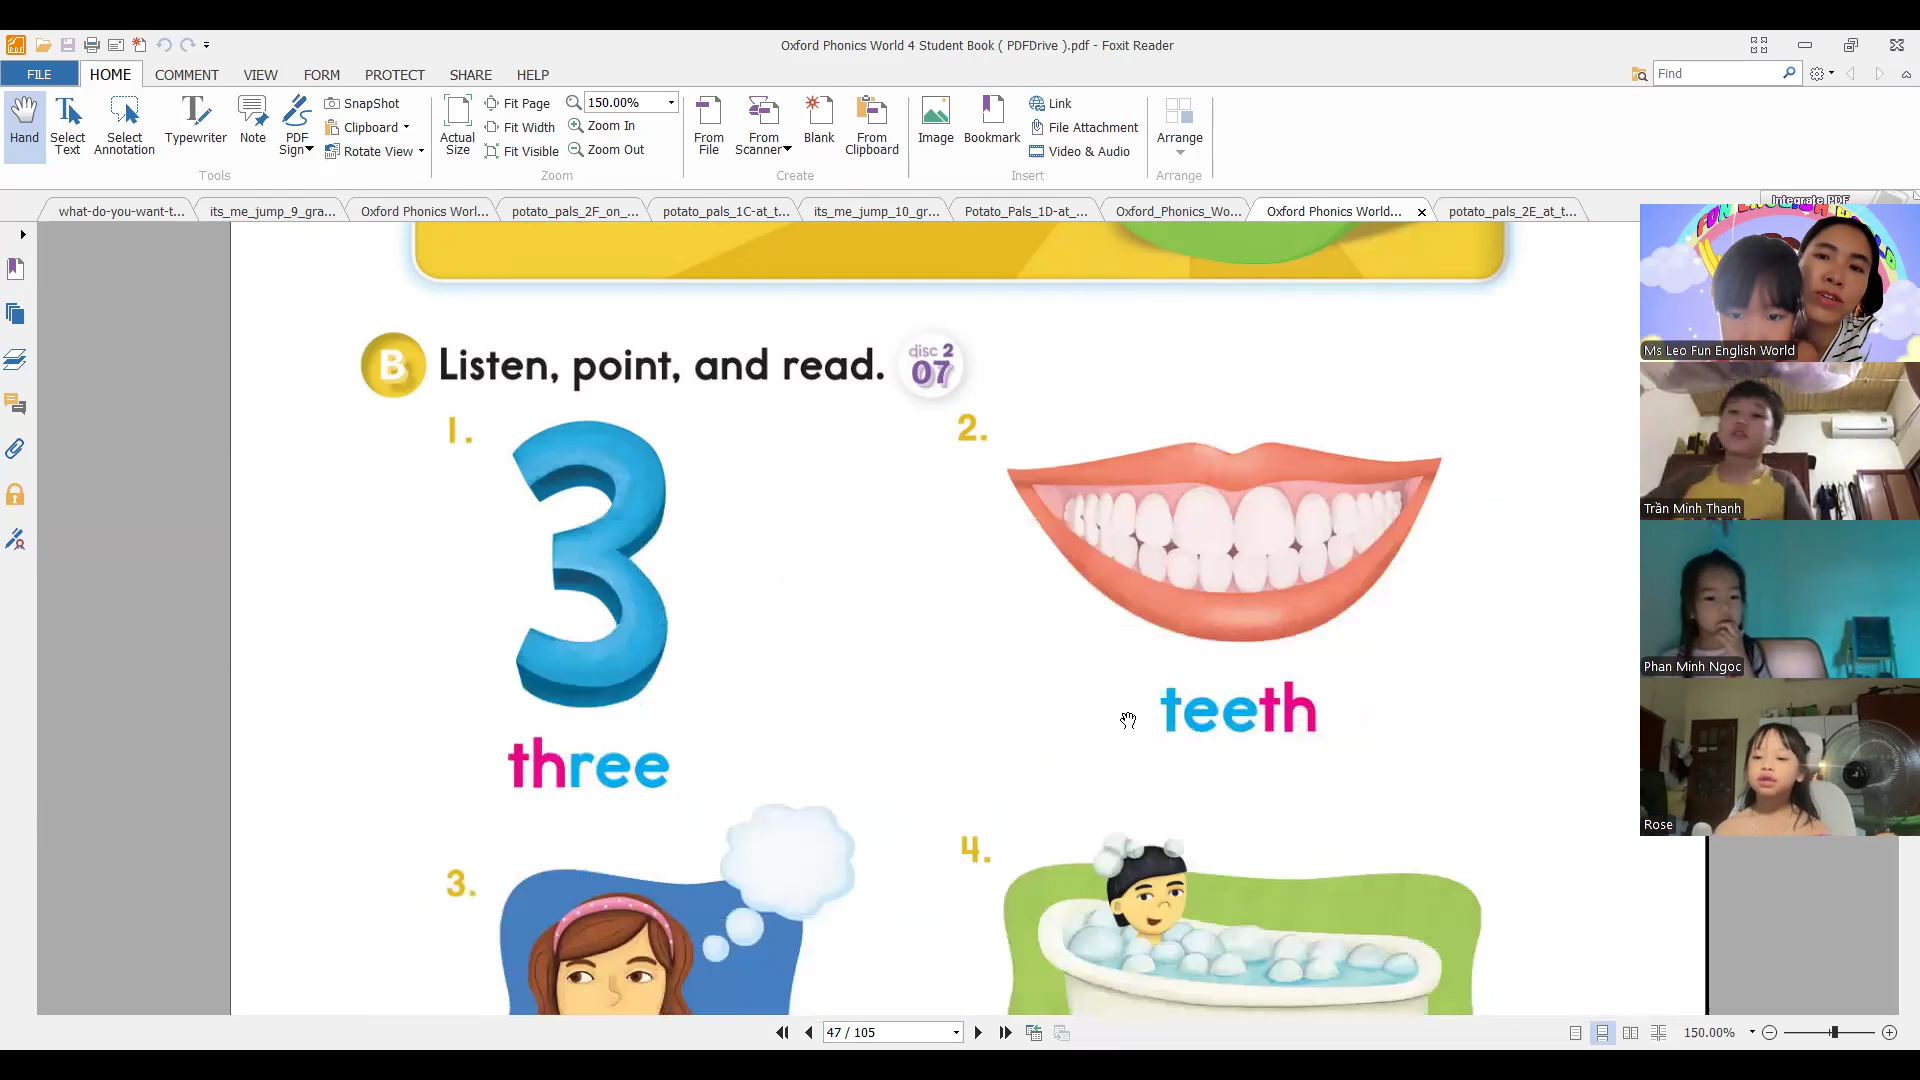 Oxford Phonics World 4 Student Book ( PDFDrive ).pdf - Foxit Reader
FILE HOME COMMENT VIEW FORM PROTECT SHARE HELP
Find
Hand
Select Text
Select Annotation
Typewriter
Note
PDF Sign
SnapShot
Clipboard
Rotate View
Tools
Actual Size
Fit Page
Fit Width
Fit Visible
150.00%
Zoom In
Zoom Out
Zoom
From File
From Scanner
Blank
From Clipboard
Create
Image
Bookmark
Link
File Attachment
Video & Audio
Insert
Arrange
Arrange
Integrate PDF
what-do-you-want-t...
its_me_jump_9_gra...
Oxford Phonics Worl...
potato_pals_2F_on_...
potato_pals_1C-at_t...
its_me_jump_10_gr...
Potato_Pals_1D-at_...
Oxford_Phonics_Wo...
Oxford Phonics World...
potato_pals_2E_at_t...
B Listen, point, and read. disc 2 07
1.
three
2.
teeth
3.
4.
Ms Leo Fun English World
Trần Minh Thanh
Phan Minh Ngoc
Rose
47 / 105
150.00%